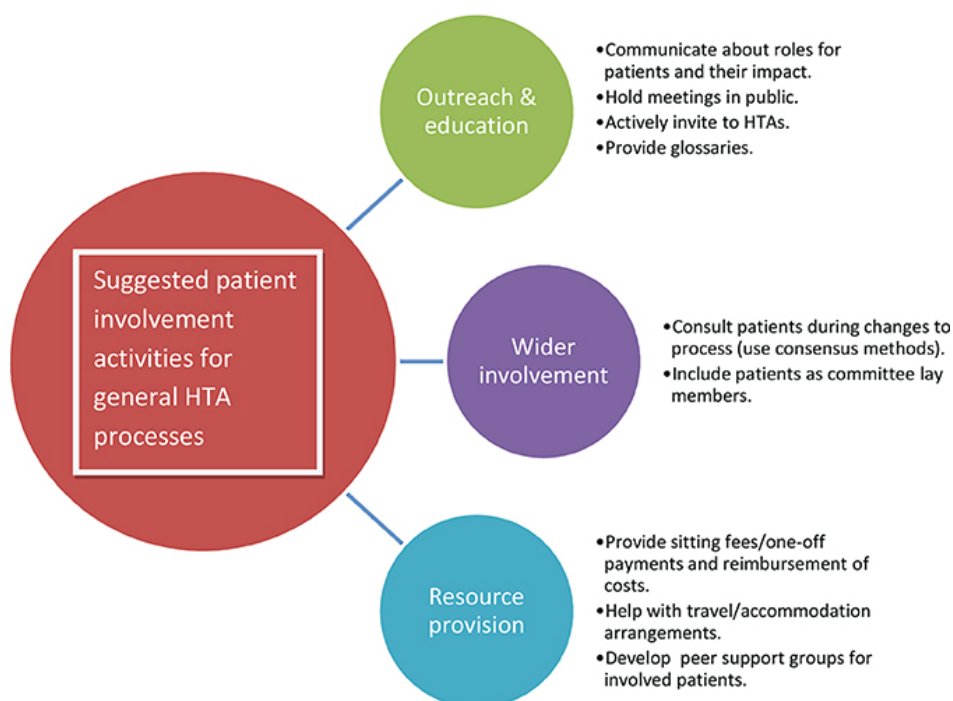 Suggested patient
involvement
activities for
general HTA
processes
Outreach &
education
•Communicate about roles for
patients and their impact.
•Hold meetings in public.
•Actively invite to HTAs.
•Provide glossaries.
Wider
involvement
•Consult patients during changes to
process (use consensus methods).
•Include patients as committee lay
members.
Resource
provision
•Provide sitting fees/one-off
payments and reimbursement of
costs.
•Help with travel/accommodation
arrangements.
•Develop  peer support groups for
involved patients.